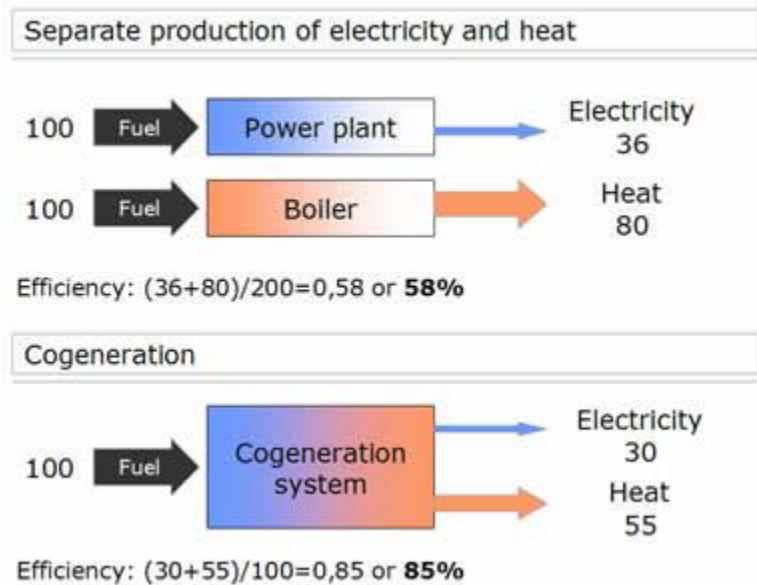 Separate production of electricity and heat
100 Fuel Power plant Electricity
36
100 Fuel Boiler Heat
80
Efficiency: (36+80)/200=0,58 or 58%
Cogeneration
Electricity
30
100 Fuel Cogeneration
system
Heat
55
Efficiency: (30+55)/100=0,85 or 85%